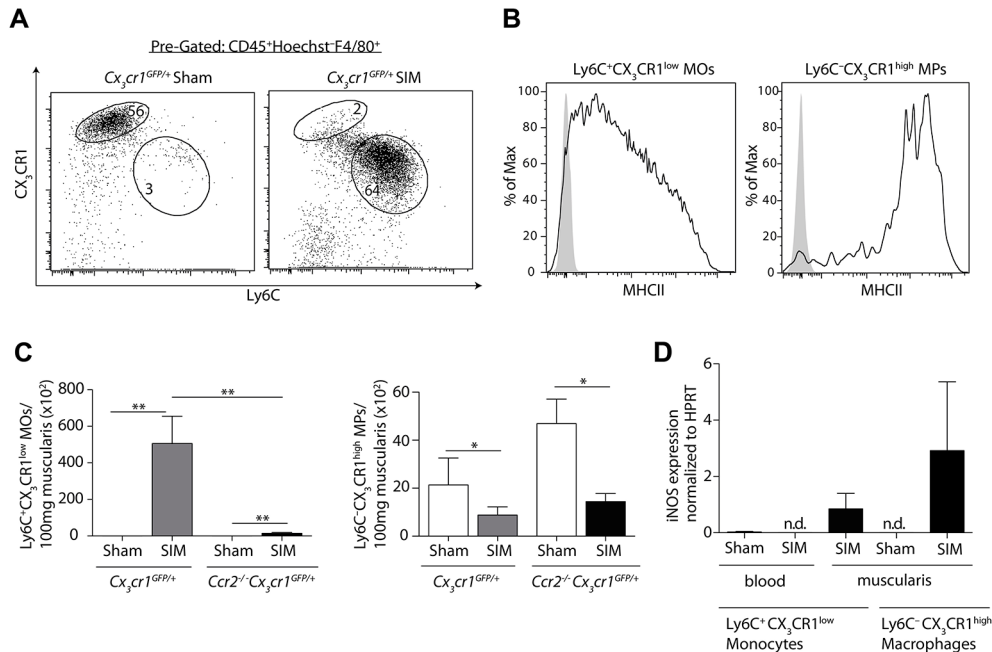 A
Pre-Gated: CD45⁺Hoechst⁻F4/80⁺
Cx₃cr1ᴳᶠᴾ/⁺ Sham
Cx₃cr1ᴳᶠᴾ/⁺ SIM
CX₃CR1
56
3
2
64
Ly6C
B
Ly6C⁺CX₃CR1ˡᵒʷ MOs
Ly6C⁻CX₃CR1ʰⁱᵍʰ MPs
% of Max
100
80
60
40
20
0
MHCII
% of Max
100
80
60
40
20
0
MHCII
C
Ly6C⁺CX₃CR1ˡᵒʷ MOs/
100mg muscularis (x10²)
800
600
400
200
0
**
**
**
Sham SIM Sham SIM
Cx₃cr1ᴳᶠᴾ/⁺ Ccr2⁻/⁻Cx₃cr1ᴳᶠᴾ/⁺
Ly6C⁻CX₃CR1ʰⁱᵍʰ MPs/
100mg muscularis (x10²)
60
40
20
0
*
*
Sham SIM Sham SIM
Cx₃cr1ᴳᶠᴾ/⁺ Ccr2⁻/⁻Cx₃cr1ᴳᶠᴾ/⁺
D
iNOS expression
normalized to HPRT
6
4
2
0
n.d. n.d.
Sham SIM SIM Sham SIM
blood muscularis
Ly6C⁺CX₃CR1ˡᵒʷ
Monocytes
Ly6C⁻CX₃CR1ʰⁱᵍʰ
Macrophages